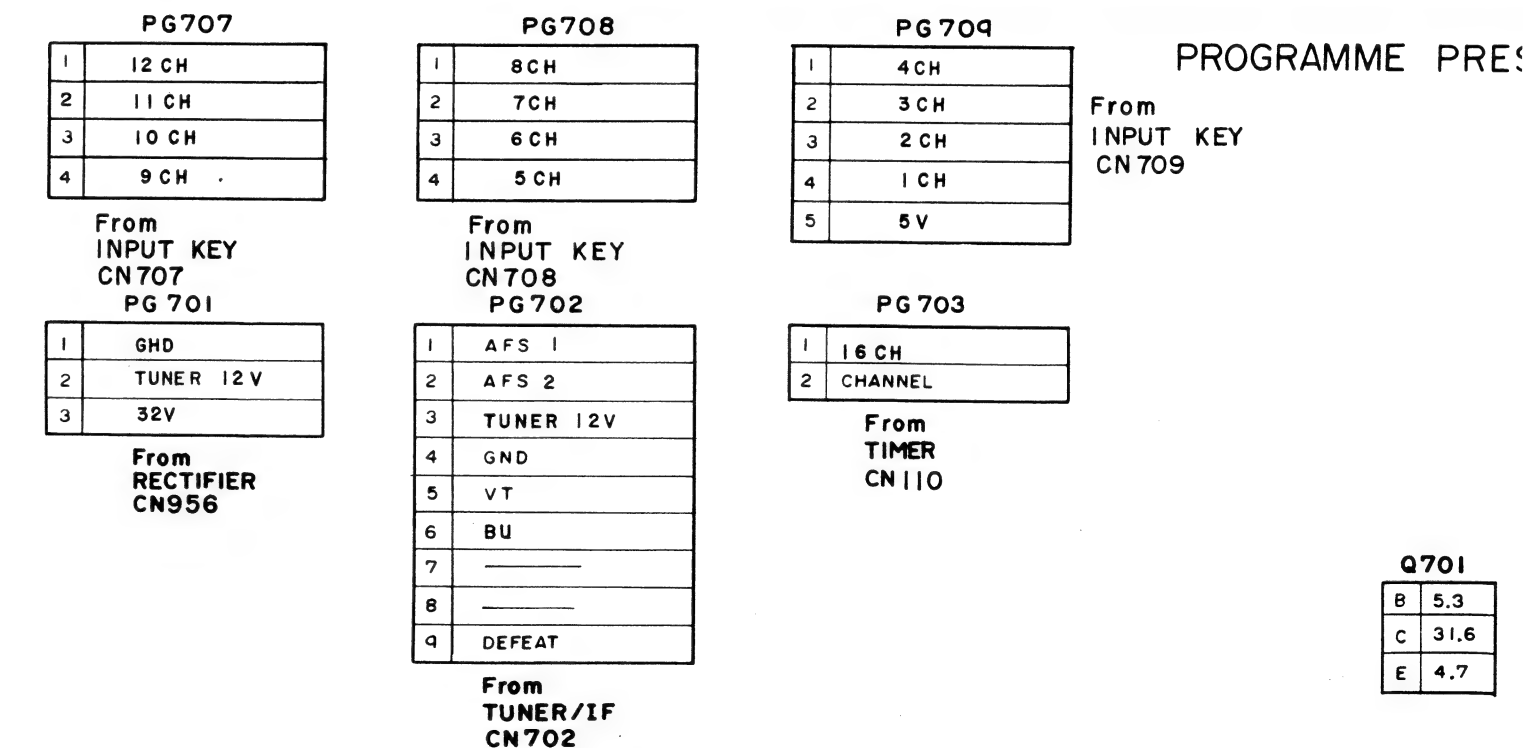 PROGRAMME PRES
PG707
1 12 CH
2 11 CH
3 10 CH
4 9 CH
From
INPUT KEY
CN707
PG708
1 8CH
2 7CH
3 6CH
4 5CH
From
INPUT KEY
CN708
PG709
1 4CH
2 3CH
3 2CH
4 1CH
5 5V
From
INPUT KEY
CN709
PG701
1 GHD
2 TUNER 12V
3 32V
From
RECTIFIER
CN956
PG702
1 AFS 1
2 AFS 2
3 TUNER 12V
4 GND
5 VT
6 BU
7
8
9 DEFEAT
From
TUNER/IF
CN702
PG703
1 16CH
2 CHANNEL
From
TIMER
CN110
Q701
B 5.3
C 31.6
E 4.7